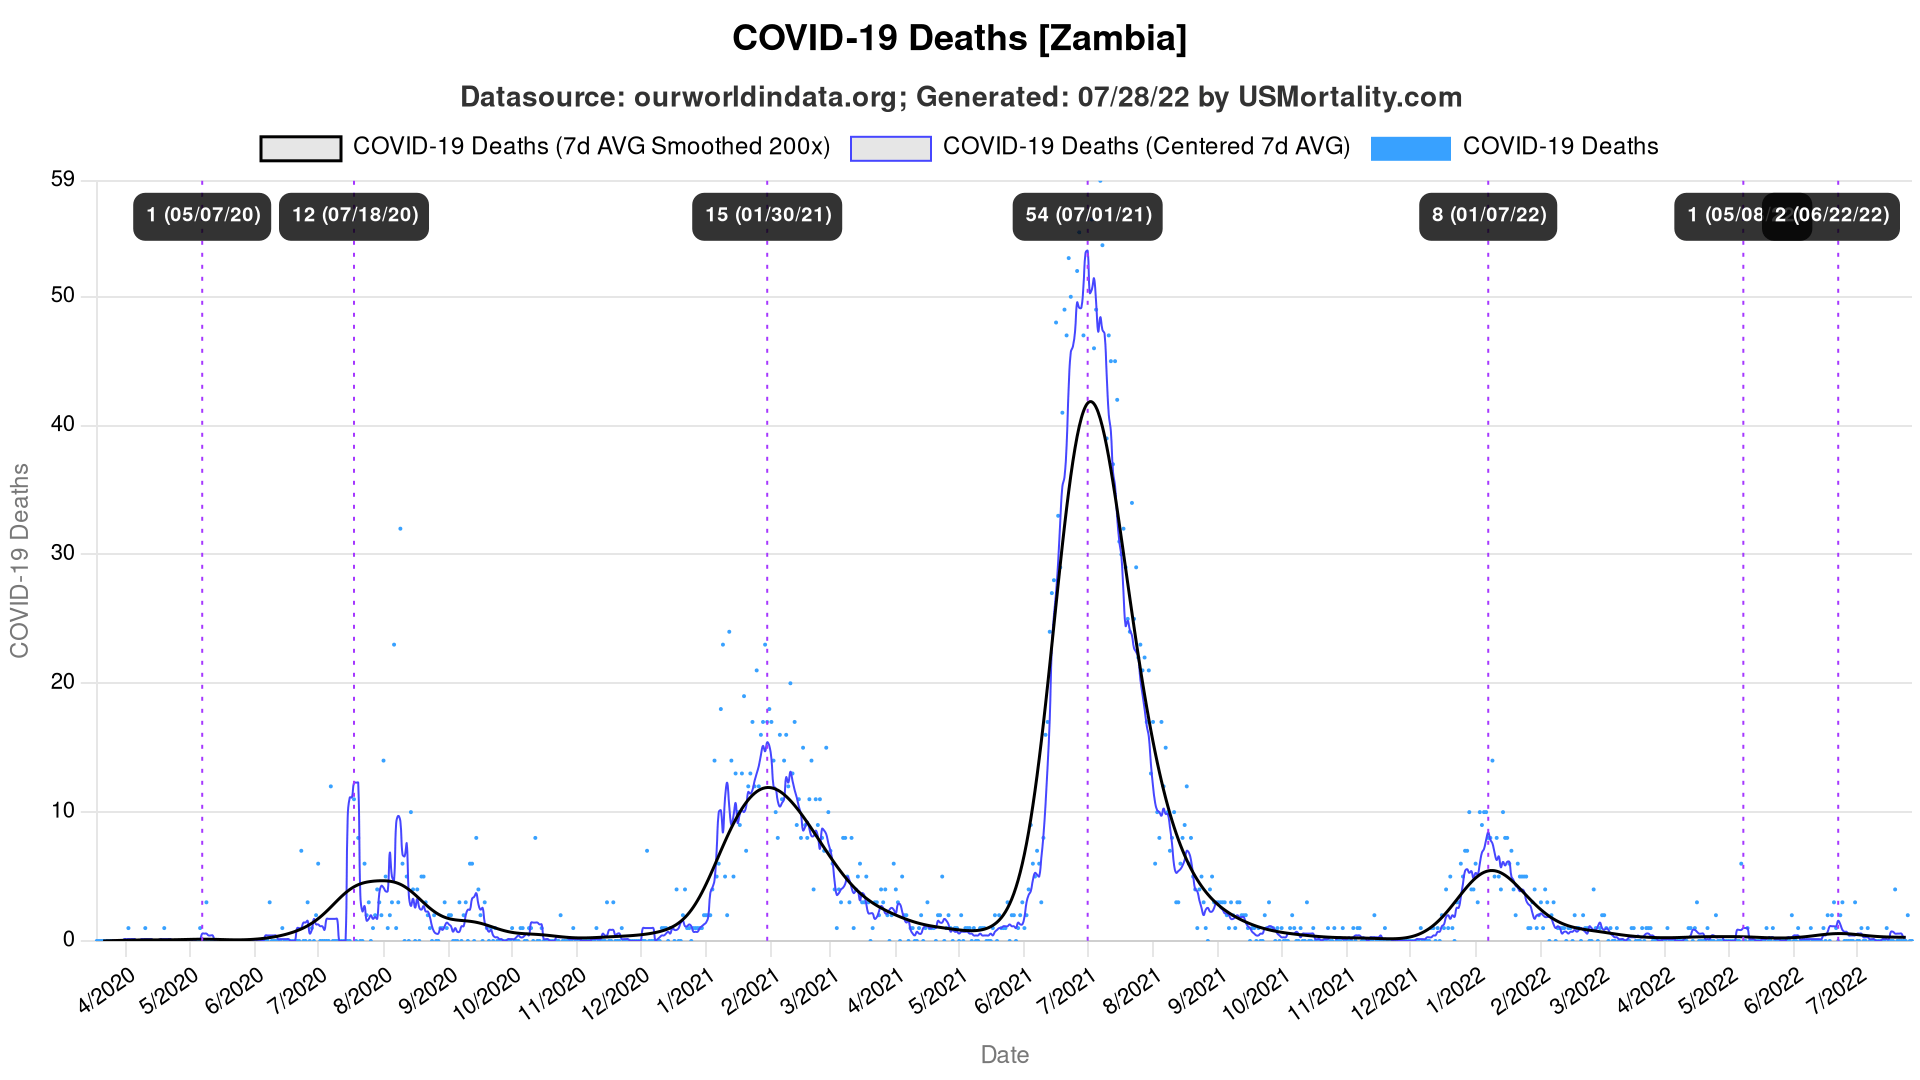 COVID-19 Deaths [Zambia]
Datasource: ourworldindata.org; Generated: 07/28/22 by USMortality.com
COVID-19 Deaths (7d AVG Smoothed 200x) COVID-19 Deaths (Centered 7d AVG) COVID-19 Deaths
59
1 (05/07/20) 12 (07/18/20) 15 (01/30/21) 54 (07/01/21) 8 (01/07/22) 1 (05/08 2 (06/22/22)
50
40
30
20
10
0
COVID-19 Deaths
4/2020 5/2020 6/2020 7/2020 8/2020 9/2020 10/2020 11/2020 12/2020 1/2021 2/2021 3/2021 4/2021 5/2021 6/2021 7/2021 8/2021 9/2021 10/2021 11/2021 12/2021 1/2022 2/2022 3/2022 4/2022 5/2022 6/2022 7/2022
Date